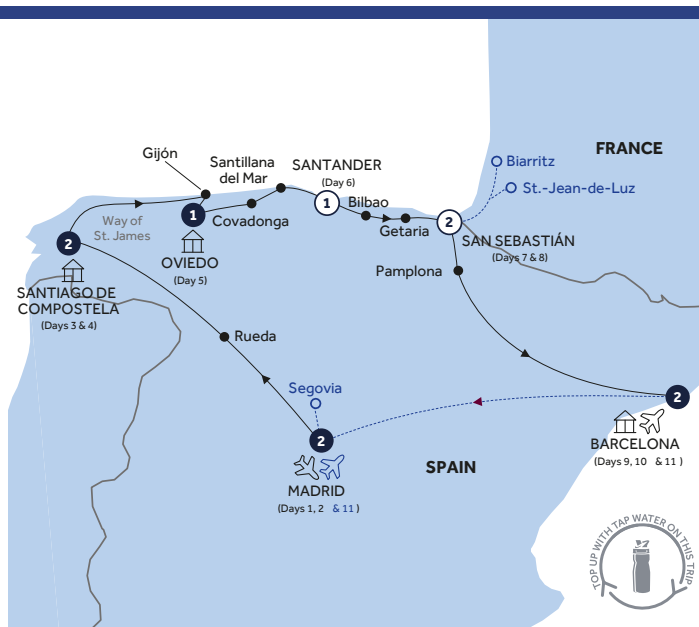 FRANCE
Gijón
Santillana
del Mar
SANTANDER
(Day 6)
1
Biarritz
St.-Jean-de-Luz
Way of
St. James
1
Covadonga
Bilbao
Getaria
2
SAN SEBASTIÁN
(Days 7 & 8)
2
OVIEDO
(Day 5)
Pamplona
SANTIAGO DE
COMPOSTELA
(Days 3 & 4)
Rueda
Segovia
2
MADRID
(Days 1, 2 & 11 )
SPAIN
2
BARCELONA
(Days 9, 10 & 11 )
TOP UP WITH TAP WATER ON THIS TRIP